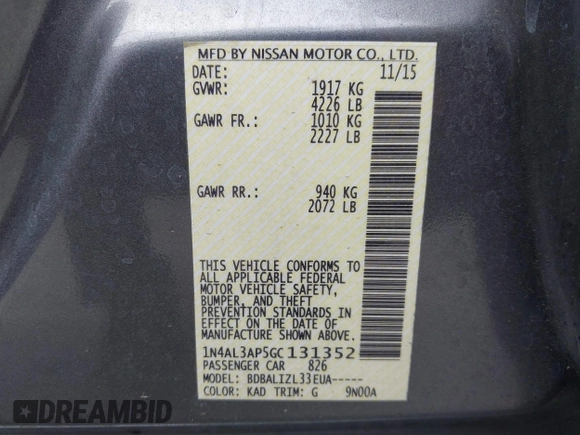 MFD BY NISSAN MOTOR CO., LTD.
DATE: 11/15
GVWR: 1917 KG
4226 LB
GAWR FR.: 1010 KG
2227 LB
GAWR RR.: 940 KG
2072 LB
THIS VEHICLE CONFORMS TO
ALL APPLICABLE FEDERAL
MOTOR VEHICLE SAFETY,
BUMPER, AND THEFT
PREVENTION STANDARDS IN
EFFECT ON THE DATE OF
MANUFACTURE SHOWN ABOVE.
1N4AL3AP5GC131352
PASSENGER CAR 826
MODEL: BDBALIZL33EUA-----
COLOR: KAD TRIM: G 9N00A
DREAMBID